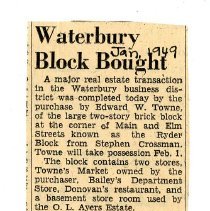 Waterbury
Jan, 1949
Block Bought
A major real estate transaction
in the Waterbury business dis-
trict was completed today by the
purchase by Edward W. Towne,
of the large two-story brick block
at the corner of Main and Elm
Streets known as the Ryder
Block from Stephen Crossman.
Towne will take possession Feb. 1.
The block contains two stores,
Towne's Market owned by the
purchaser, Bailey's Department
Store, Donovan's restaurant, and
a basement store room used by
the O. L. Ayers Estate.